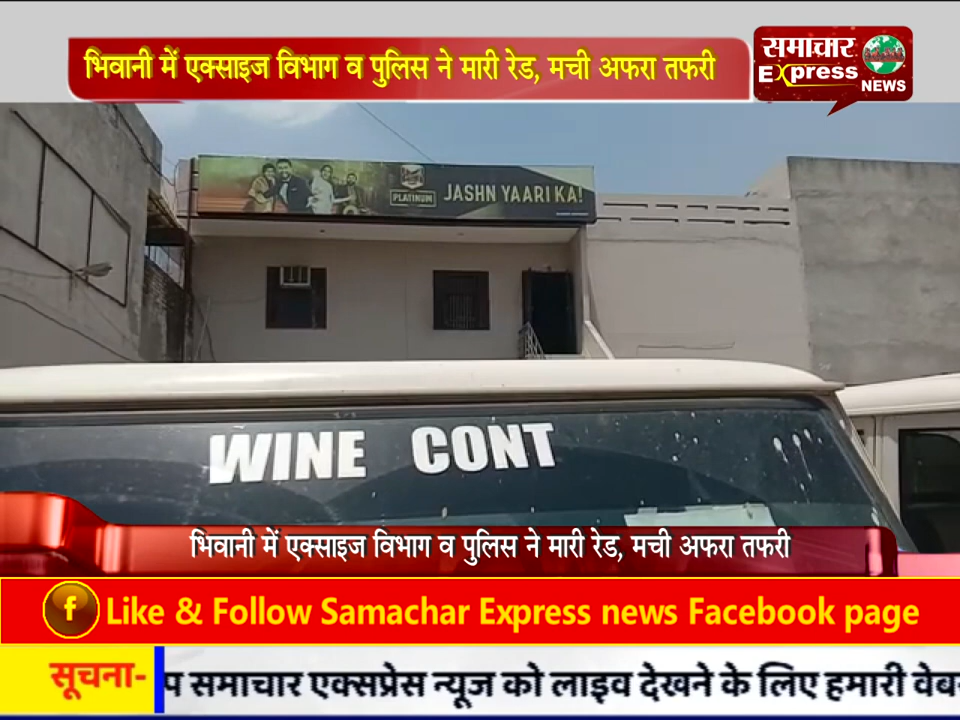 भिवानी में एक्साइज विभाग व पुलिस ने मारी रेड, मची अफरा तफरी
समाचार
Express
NEWS
PLATINUM
JASHN YAARI KA!
WINE CONT
भिवानी में एक्साइज विभाग व पुलिस ने मारी रेड, मची अफरा तफरी
f Like & Follow Samachar Express news Facebook page
सूचना- प समाचार एक्सप्रेस न्यूज को लाइव देखने के लिए हमारी वेब